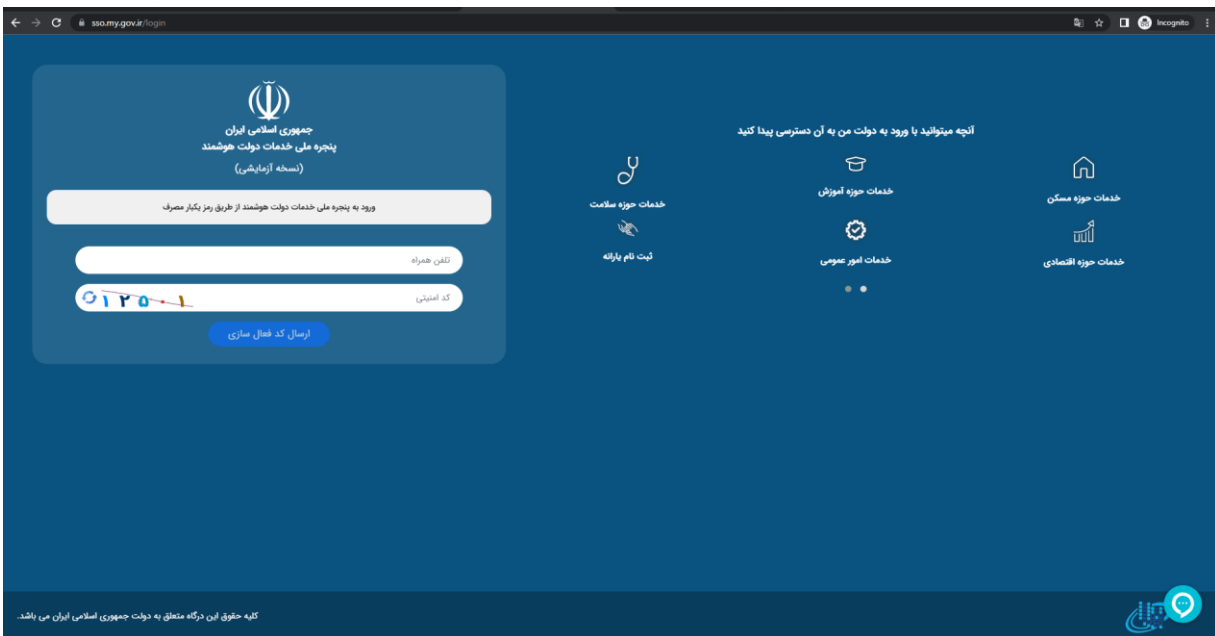 sso.my.gov.ir/login
Incognito
جمهوری اسلامی ایران
پنجره ملی خدمات دولت هوشمند
(نسخه آزمایشی)
ورود به پنجره ملی خدمات دولت هوشمند از طریق رمز یکبار مصرف
تلفن همراه
کد امنیتی
۱۲۵۰۱
ارسال کد فعال سازی
آنچه میتوانید با ورود به دولت من به آن دسترسی پیدا کنید
خدمات حوزه مسکن
خدمات حوزه آموزش
خدمات حوزه سلامت
خدمات حوزه اقتصادی
خدمات امور عمومی
ثبت نام یارانه
کلیه حقوق این درگاه متعلق به دولت جمهوری اسلامی ایران می باشد.